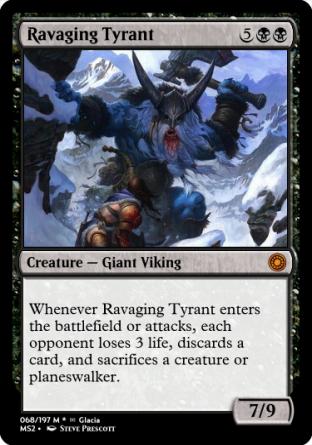 Ravaging Tyrant 5
Creature — Giant Viking
Whenever Ravaging Tyrant enters
the battlefield or attacks, each
opponent loses 3 life, discards a
card, and sacrifices a creature or
planeswalker.
7/9
068/197 M * ∞ Glacia
MS2 • Steve Prescott